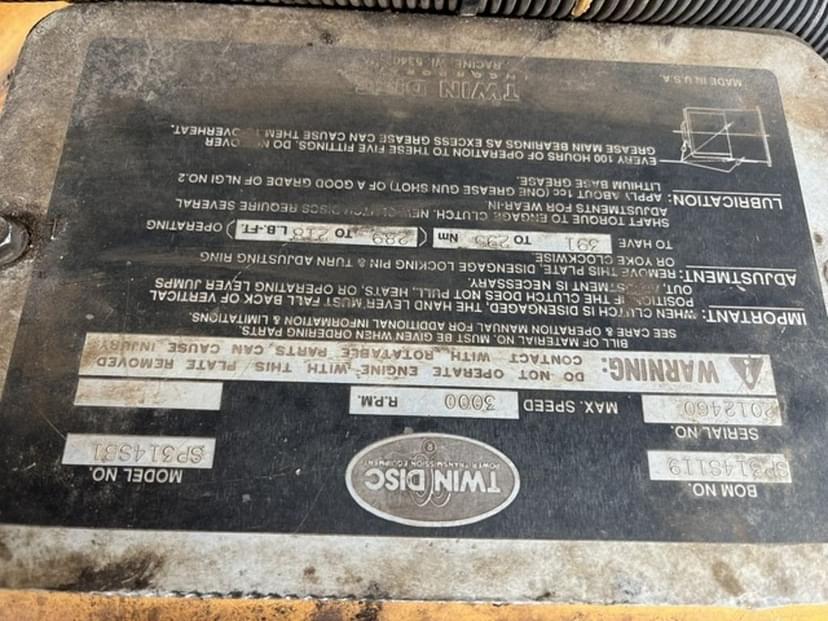 TWIN DISC
POWER TRANSMISSION EQUIPMENT
BOM NO.
SP314S119
MODEL NO.
SP314SB1
SERIAL NO.
2012460
MAX. SPEED 3000 R.P.M.
WARNING: DO NOT OPERATE ENGINE WITH THIS PLATE REMOVED
CONTACT WITH ROTATABLE PARTS CAN CAUSE INJURY
BILL OF MATERIAL NO. MUST BE GIVEN WHEN ORDERING PARTS.
SEE CARE & OPERATION MANUAL FOR ADDITIONAL INFORMATION & LIMITATIONS
IMPORTANT: WHEN CLUTCH IS DISENGAGED, THE HAND LEVER MUST FALL BACK OF VERTICAL
POSITION. IF THE CLUTCH DOES NOT PULL, HEATS, OR OPERATING LEVER JUMPS
OUT, ADJUSTMENT IS NECESSARY.
ADJUSTMENT: REMOVE THIS PLATE, DISENGAGE LOCKING PIN & TURN ADJUSTING RING
OR YOKE CLOCKWISE.
TO HAVE 391 TO 295 Nm (289 TO 218 LB.-FT.) OPERATING
SHAFT TORQUE TO ENGAGE CLUTCH. NEW CLUTCH DISCS REQUIRE SEVERAL
ADJUSTMENTS FOR WEAR-IN.
LUBRICATION: APPLY ABOUT 1cc (ONE GREASE GUN SHOT) OF A GOOD GRADE OF NLGI NO.2
LITHIUM BASE GREASE.
EVERY 100 HOURS OF OPERATION TO THESE FIVE FITTINGS. DO NOT OVER
GREASE MAIN BEARINGS AS EXCESS GREASE CAN CAUSE THEM TO OVERHEAT.
MADE IN U.S.A.
TWIN DISC
RACINE, WI.